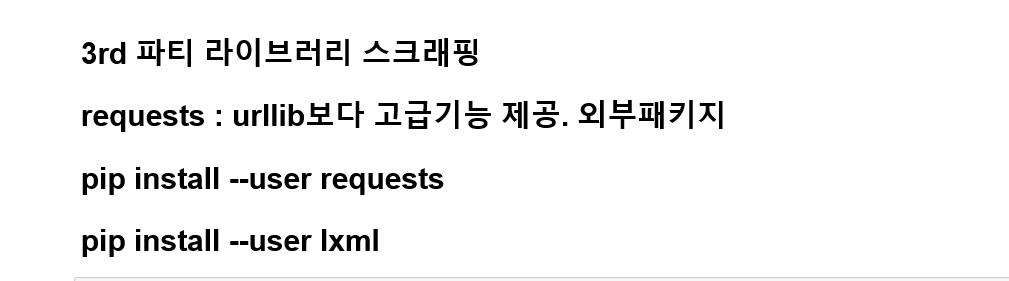 3rd 파티 라이브러리 스크래핑
requests : urllib보다 고급기능 제공. 외부패키지
pip install --user requests
pip install --user lxml